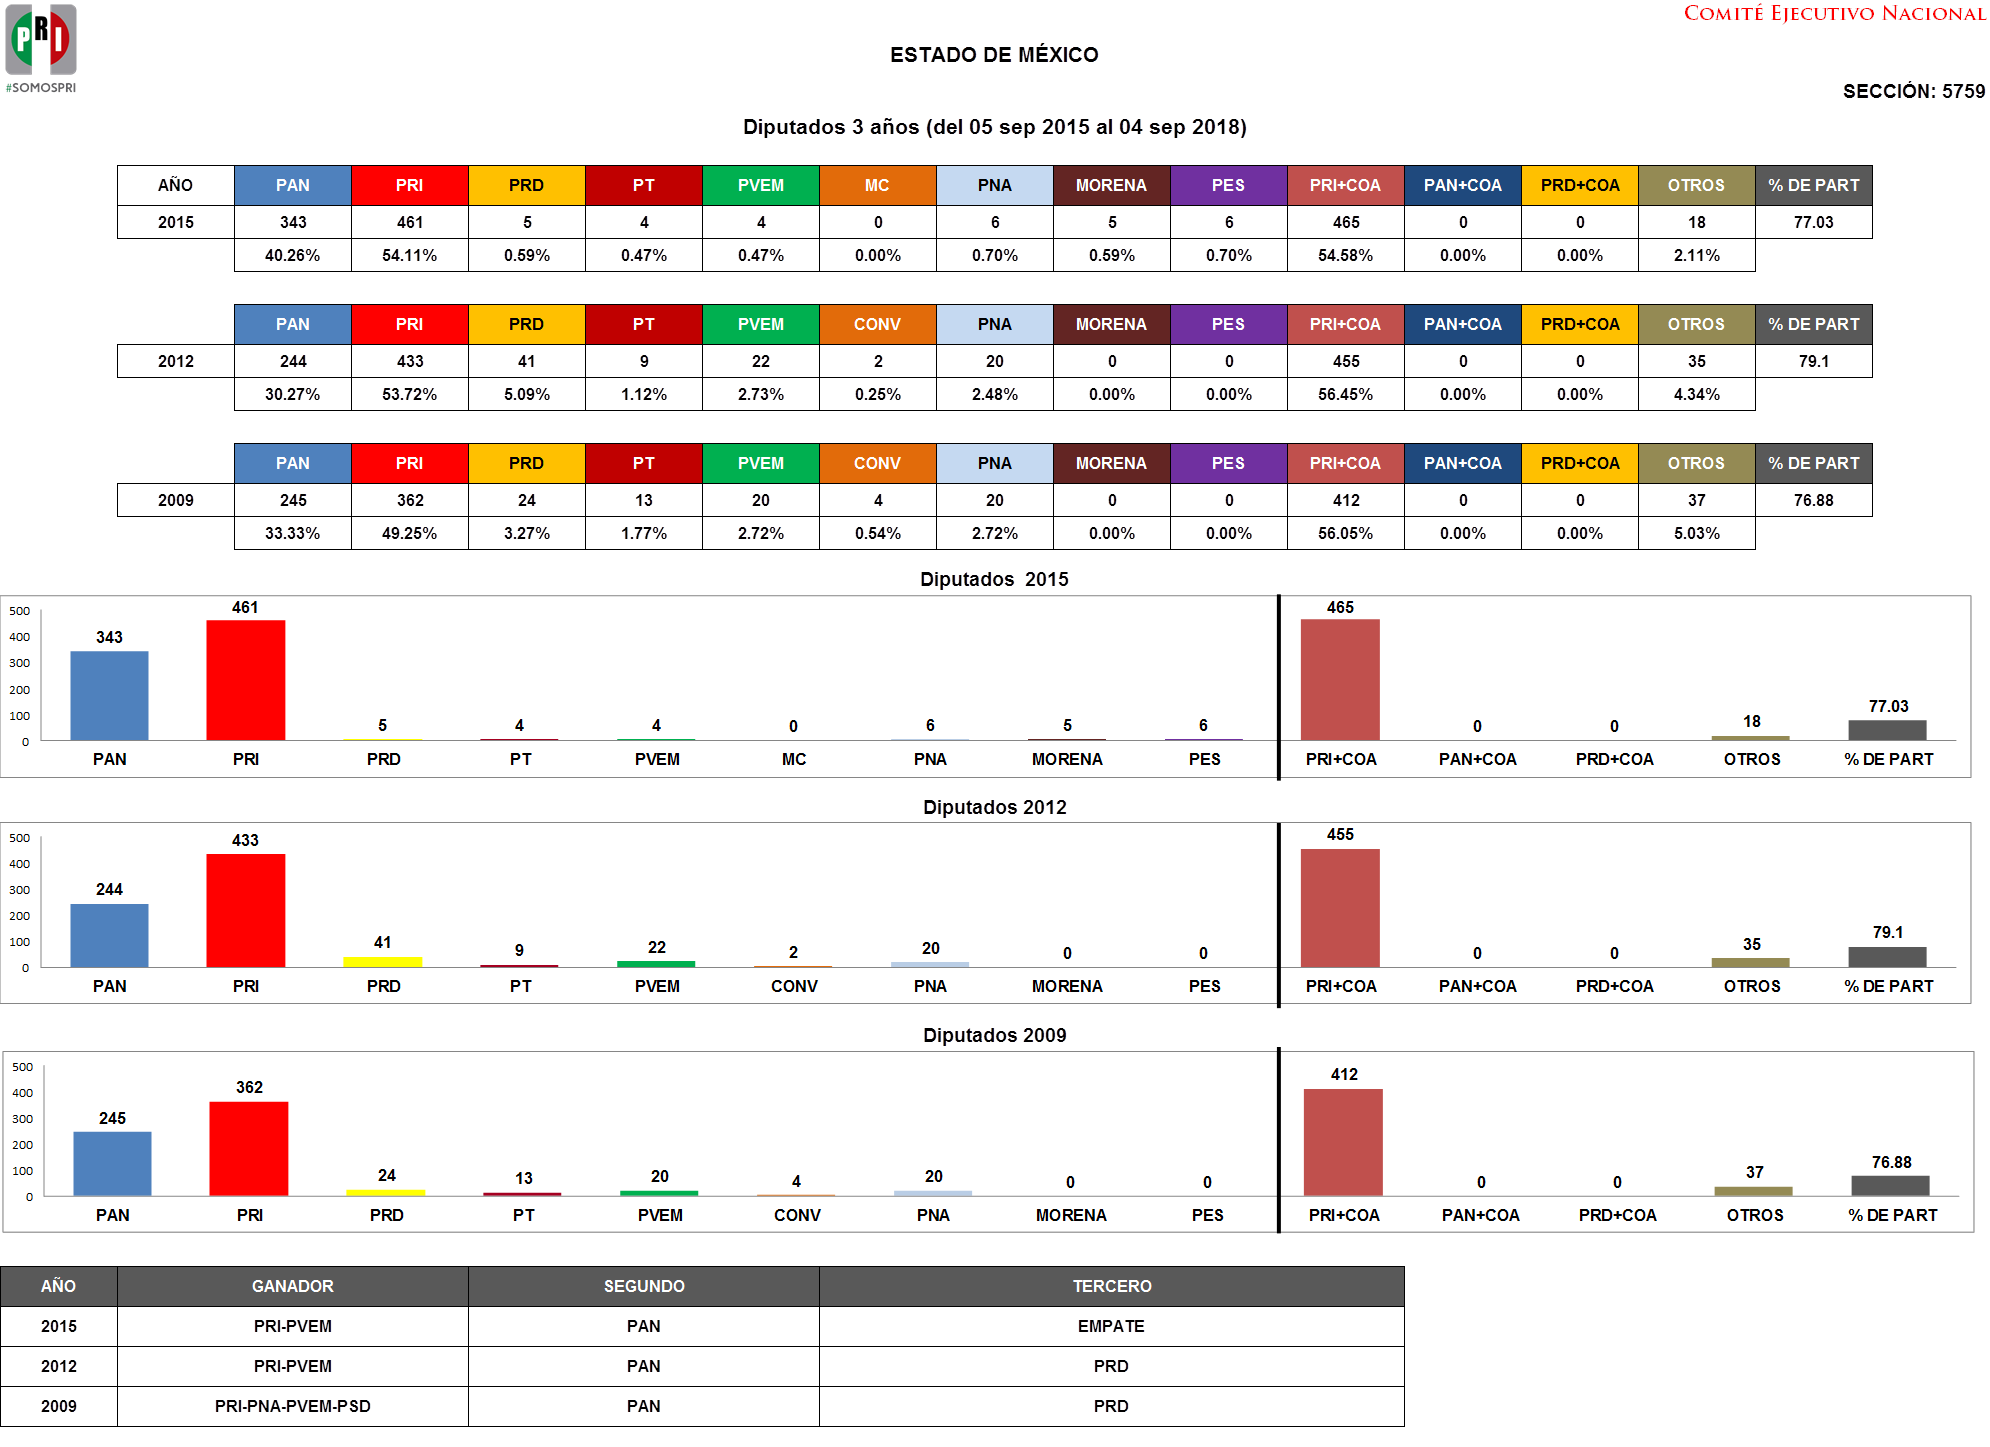 PRI
#SOMOSPRI
COMITÉ EJECUTIVO NACIONAL
ESTADO DE MÉXICO
SECCIÓN: 5759
Diputados 3 años (del 05 sep 2015 al 04 sep 2018)
AÑO PAN PRI PRD PT PVEM MC PNA MORENA PES PRI+COA PAN+COA PRD+COA OTROS % DE PART
2015 343 461 5 4 4 0 6 5 6 465 0 0 18 77.03
40.26% 54.11% 0.59% 0.47% 0.47% 0.00% 0.70% 0.59% 0.70% 54.58% 0.00% 0.00% 2.11%
PAN PRI PRD PT PVEM CONV PNA MORENA PES PRI+COA PAN+COA PRD+COA OTROS % DE PART
2012 244 433 41 9 22 2 20 0 0 455 0 0 35 79.1
30.27% 53.72% 5.09% 1.12% 2.73% 0.25% 2.48% 0.00% 0.00% 56.45% 0.00% 0.00% 4.34%
PAN PRI PRD PT PVEM CONV PNA MORENA PES PRI+COA PAN+COA PRD+COA OTROS % DE PART
2009 245 362 24 13 20 4 20 0 0 412 0 0 37 76.88
33.33% 49.25% 3.27% 1.77% 2.72% 0.54% 2.72% 0.00% 0.00% 56.05% 0.00% 0.00% 5.03%
Diputados 2015
500
400
300
200
100
0
343 461 5 4 4 0 6 5 6 465 0 0 18 77.03
PAN PRI PRD PT PVEM MC PNA MORENA PES PRI+COA PAN+COA PRD+COA OTROS % DE PART
Diputados 2012
500
400
300
200
100
0
244 433 41 9 22 2 20 0 0 455 0 0 35 79.1
PAN PRI PRD PT PVEM CONV PNA MORENA PES PRI+COA PAN+COA PRD+COA OTROS % DE PART
Diputados 2009
500
400
300
200
100
0
245 362 24 13 20 4 20 0 0 412 0 0 37 76.88
PAN PRI PRD PT PVEM CONV PNA MORENA PES PRI+COA PAN+COA PRD+COA OTROS % DE PART
AÑO GANADOR SEGUNDO TERCERO
2015 PRI-PVEM PAN EMPATE
2012 PRI-PVEM PAN PRD
2009 PRI-PNA-PVEM-PSD PAN PRD